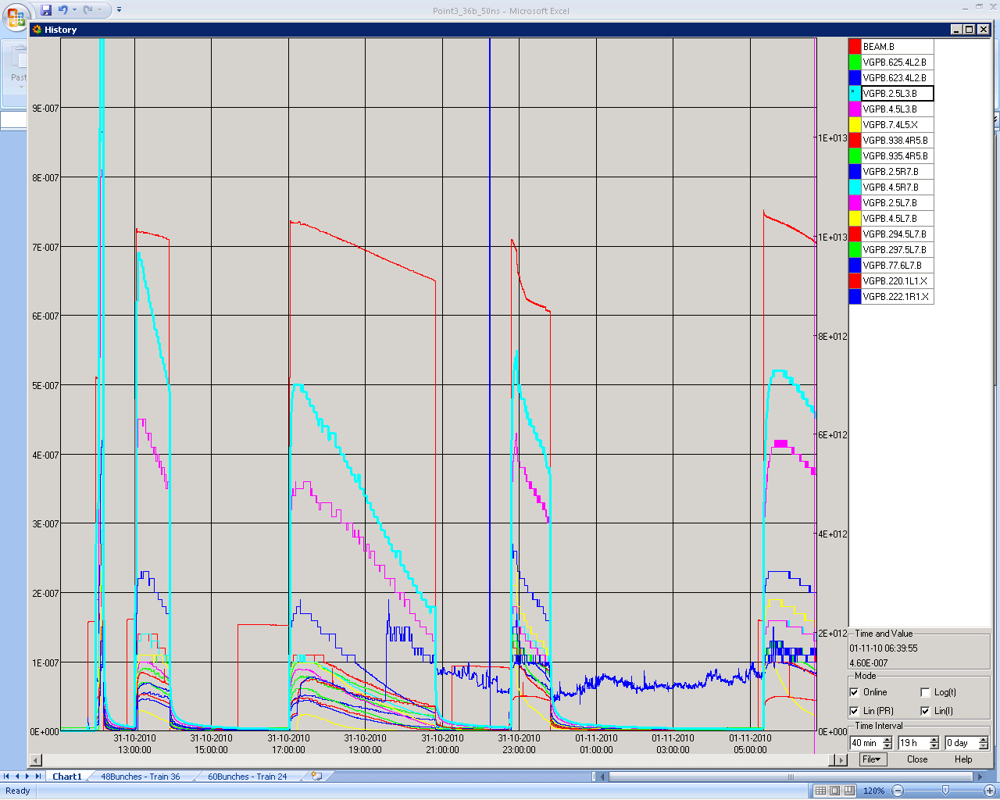 Point3_36b_50ns - Microsoft Excel
History
Past
9E-007
8E-007
7E-007
6E-007
5E-007
4E-007
3E-007
2E-007
1E-007
0E+000
1E+013
1E+013
8E+012
6E+012
4E+012
2E+012
0E+000
31-10-2010 31-10-2010 31-10-2010 31-10-2010 31-10-2010 31-10-2010 01-11-2010 01-11-2010 01-11-2010
13:00:00 15:00:00 17:00:00 19:00:00 21:00:00 23:00:00 01:00:00 03:00:00 05:00:00
BEAM.B
VGPB.625.4L2.B
VGPB.623.4L2.B
VGPB.2.5L3.B
VGPB.4.5L3.B
VGPB.7.4L5.X
VGPB.938.4R5.B
VGPB.935.4R5.B
VGPB.2.5R7.B
VGPB.4.5R7.B
VGPB.2.5L7.B
VGPB.4.5L7.B
VGPB.294.5L7.B
VGPB.297.5L7.B
VGPB.77.6L7.B
VGPB.220.1L1.X
VGPB.222.1R1.X
Time and Value
01-11-10 06:39:55
4.60E-007
Mode
Online Log(t)
Lin (PR) Lin(I)
Time Interval
40 min 19 h 0 day
File Close Help
Chart1 48Bunches - Train 36 60Bunches - Train 24
Ready 120%